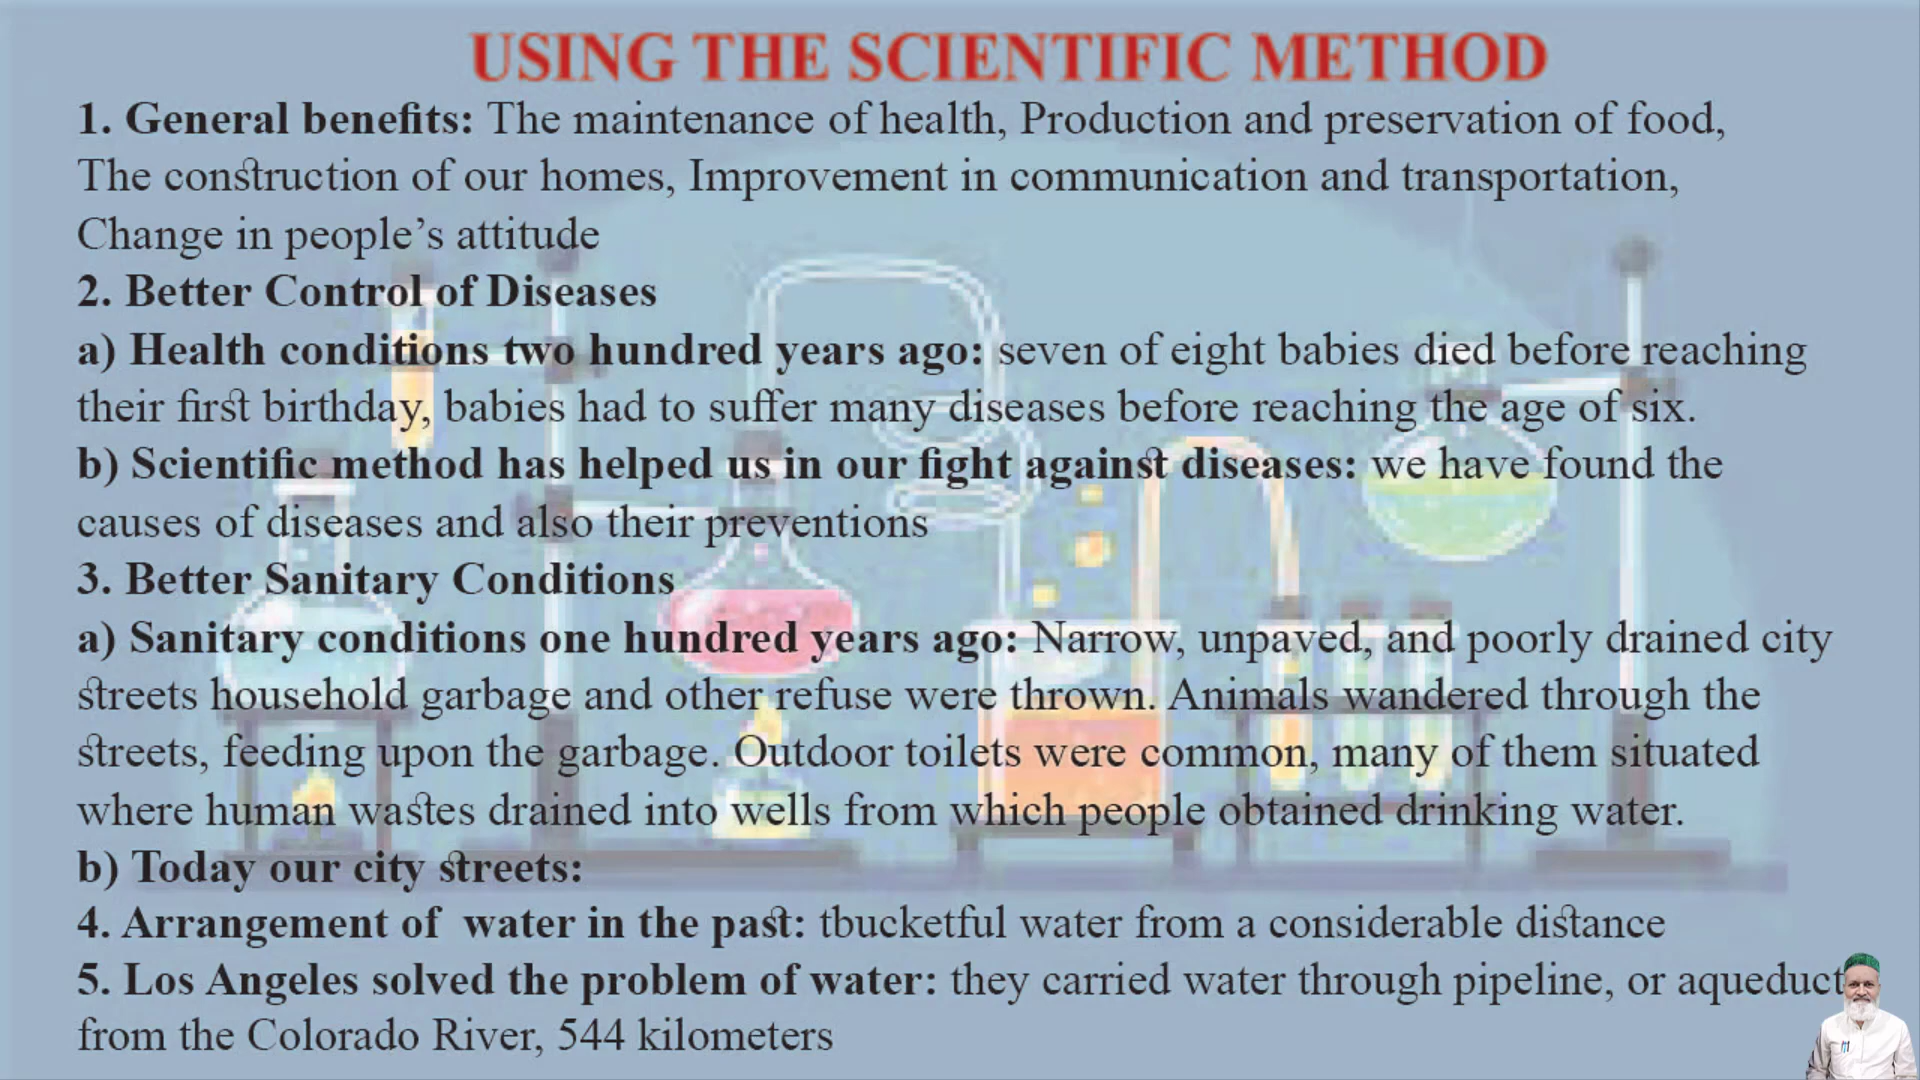 USING THE SCIENTIFIC METHOD
1. General benefits: The maintenance of health, Production and preservation of food,
The construction of our homes, Improvement in communication and transportation,
Change in people’s attitude
2. Better Control of Diseases
a) Health conditions two hundred years ago: seven of eight babies died before reaching
their first birthday, babies had to suffer many diseases before reaching the age of six.
b) Scientific method has helped us in our fight against diseases: we have found the
causes of diseases and also their preventions
3. Better Sanitary Conditions
a) Sanitary conditions one hundred years ago: Narrow, unpaved, and poorly drained city
streets household garbage and other refuse were thrown. Animals wandered through the
streets, feeding upon the garbage. Outdoor toilets were common, many of them situated
where human wastes drained into wells from which people obtained drinking water.
b) Today our city streets:
4. Arrangement of water in the past: tbucketful water from a considerable distance
5. Los Angeles solved the problem of water: they carried water through pipeline, or aqueduct
from the Colorado River, 544 kilometers